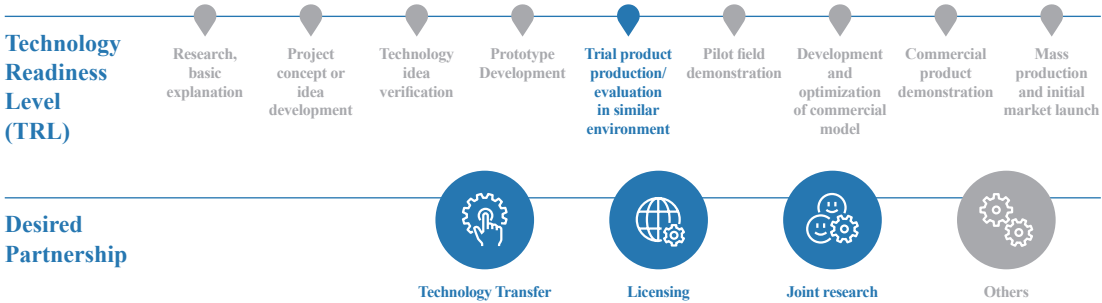 Technology
Readiness
Level
(TRL)
Research,
basic
explanation
Project
concept or
idea
development
Technology
idea
verification
Prototype
Development
Trial product
production/
evaluation
in similar
environment
Pilot field
demonstration
Development
and
optimization
of commercial
model
Commercial
product
demonstration
Mass
production
and initial
market launch
Desired
Partnership
Technology Transfer
Licensing
Joint research
Others